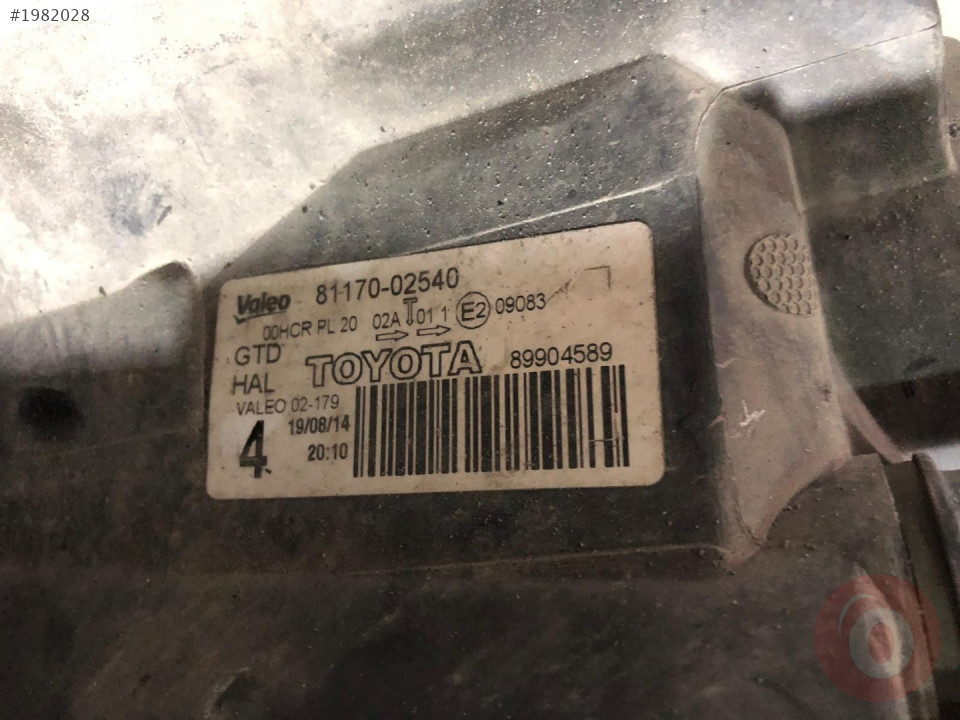 #1982028
Valeo 81170-02540
00HCR PL 20 02A T 01 1 E2 09083
GTD TOYOTA 89904589
HAL
VALEO 02-179
4 19/08/14
20:10